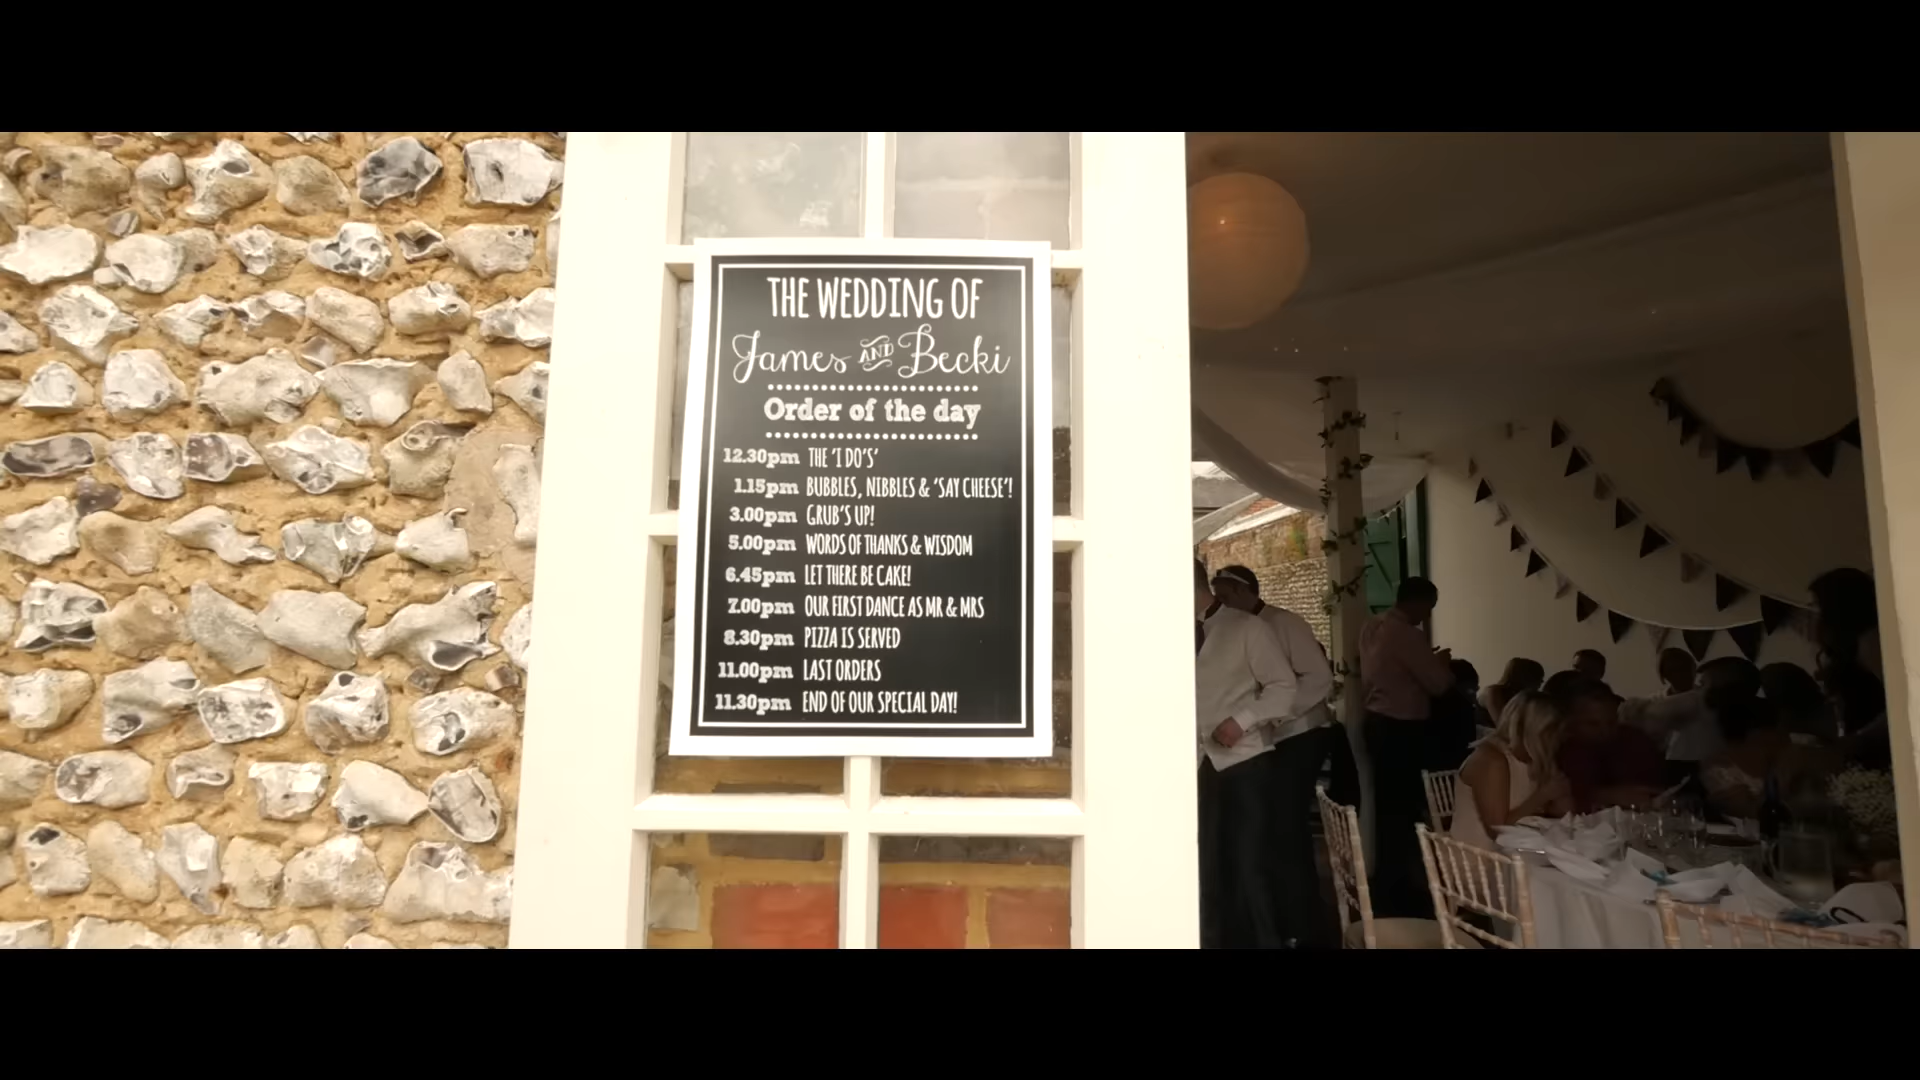 THE WEDDING OF
James AND Becki
Order of the day
12.30pm THE 'I DO'S'
1.15pm BUBBLES, NIBBLES & 'SAY CHEESE'!
3.00pm GRUB'S UP!
5.00pm WORDS OF THANKS & WISDOM
6.45pm LET THERE BE CAKE!
7.00pm OUR FIRST DANCE AS MR & MRS
8.30pm PIZZA IS SERVED
11.00pm LAST ORDERS
11.30pm END OF OUR SPECIAL DAY!